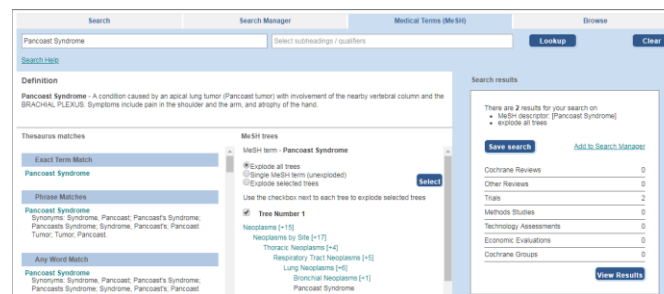 Search
Search Manager
Medical Terms (MeSH)
Browse
Pancoast Syndrome
Select subheadings / qualifiers
Lookup
Clear
Search Help
Definition
Pancoast Syndrome - A condition caused by an apical lung tumor (Pancoast tumor) with involvement of the nearby vertebral column and the
BRACHIAL PLEXUS. Symptoms include pain in the shoulder and the arm, and atrophy of the hand.
Thesaurus matches
Exact Term Match
Pancoast Syndrome
Phrase Matches
Pancoast Syndrome
Synonyms: Syndrome, Pancoast; Pancoast's Syndrome;
Pancoasts Syndrome; Syndrome, Pancoast's; Pancoast
Tumor; Tumor, Pancoast.
Any Word Match
Pancoast Syndrome
Synonyms: Syndrome, Pancoast; Pancoast's Syndrome;
Pancoasts Syndrome; Syndrome, Pancoast's; Pancoast
MeSH trees
MeSH term - Pancoast Syndrome
Explode all trees
Single MeSH term (unexploded)
Explode selected trees
Select
Use the checkbox next to each tree to explode selected trees
Tree Number 1
Neoplasms [+15]
Neoplasms by Site [+17]
Thoracic Neoplasms [+4]
Respiratory Tract Neoplasms [+5]
Lung Neoplasms [+6]
Bronchial Neoplasms [+1]
Pancoast Syndrome
Search results
There are 2 results for your search on
MeSH descriptor: [Pancoast Syndrome]
explode all trees
Save search
Add to Search Manager
Cochrane Reviews 0
Other Reviews 0
Trials 2
Methods Studies 0
Technology Assessments 0
Economic Evaluations 0
Cochrane Groups 0
View Results